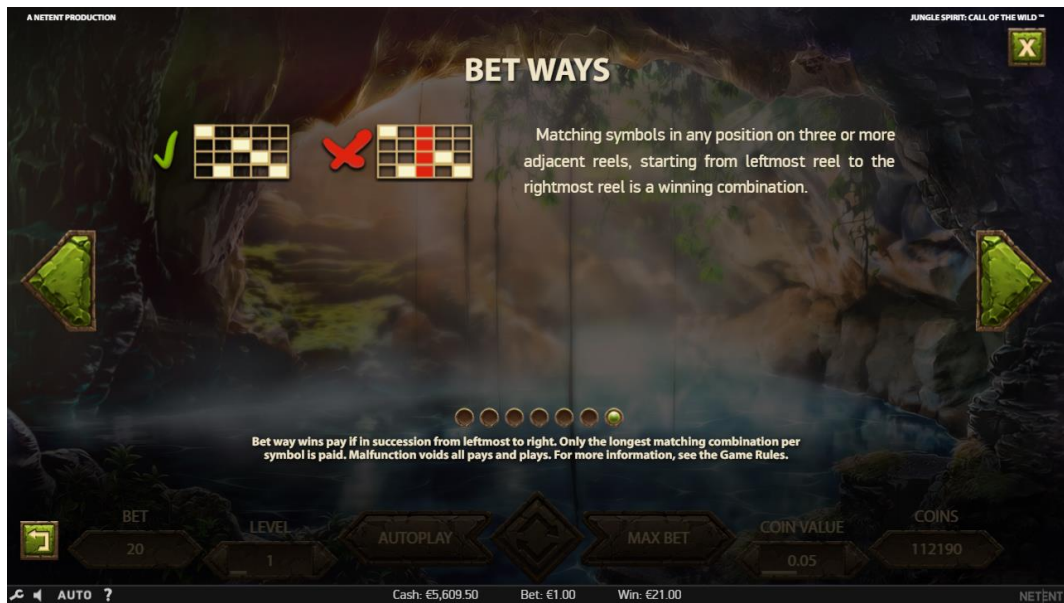 A NETENT PRODUCTION
JUNGLE SPIRIT: CALL OF THE WILD™
X
BET WAYS
Matching symbols in any position on three or more
adjacent reels, starting from leftmost reel to the
rightmost reel is a winning combination.
Bet way wins pay if in succession from leftmost to right. Only the longest matching combination per
symbol is paid. Malfunction voids all pays and plays. For more information, see the Game Rules.
BET
20
LEVEL
1
AUTOPLAY
MAX BET
COIN VALUE
0.05
COINS
112190
AUTO ?
Cash: €5,609.50 Bet: €1.00 Win: €21.00
NETENT